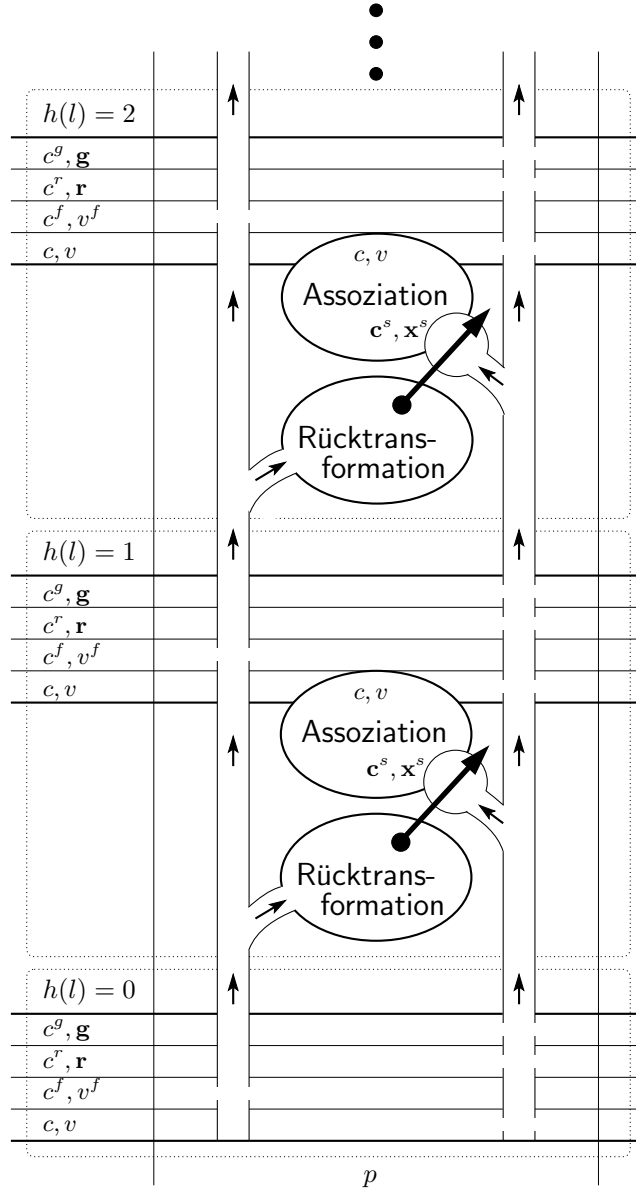 h(l) = 2
c^g, g
c^r, r
c^f, v^f
c, v
c, v
Assoziation
c^s, x^s
Rücktrans-
formation
h(l) = 1
c^g, g
c^r, r
c^f, v^f
c, v
c, v
Assoziation
c^s, x^s
Rücktrans-
formation
h(l) = 0
c^g, g
c^r, r
c^f, v^f
c, v
p